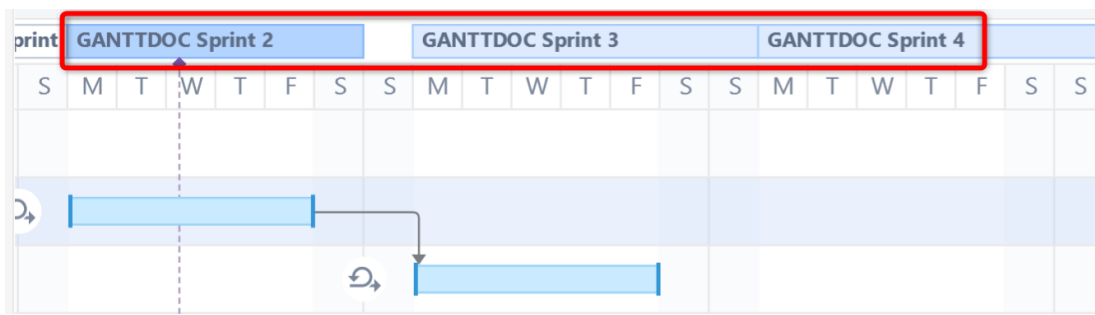 print GANTTDOC Sprint 2 GANTTDOC Sprint 3 GANTTDOC Sprint 4
S M T W T F S S M T W T F S S M T W T F S S